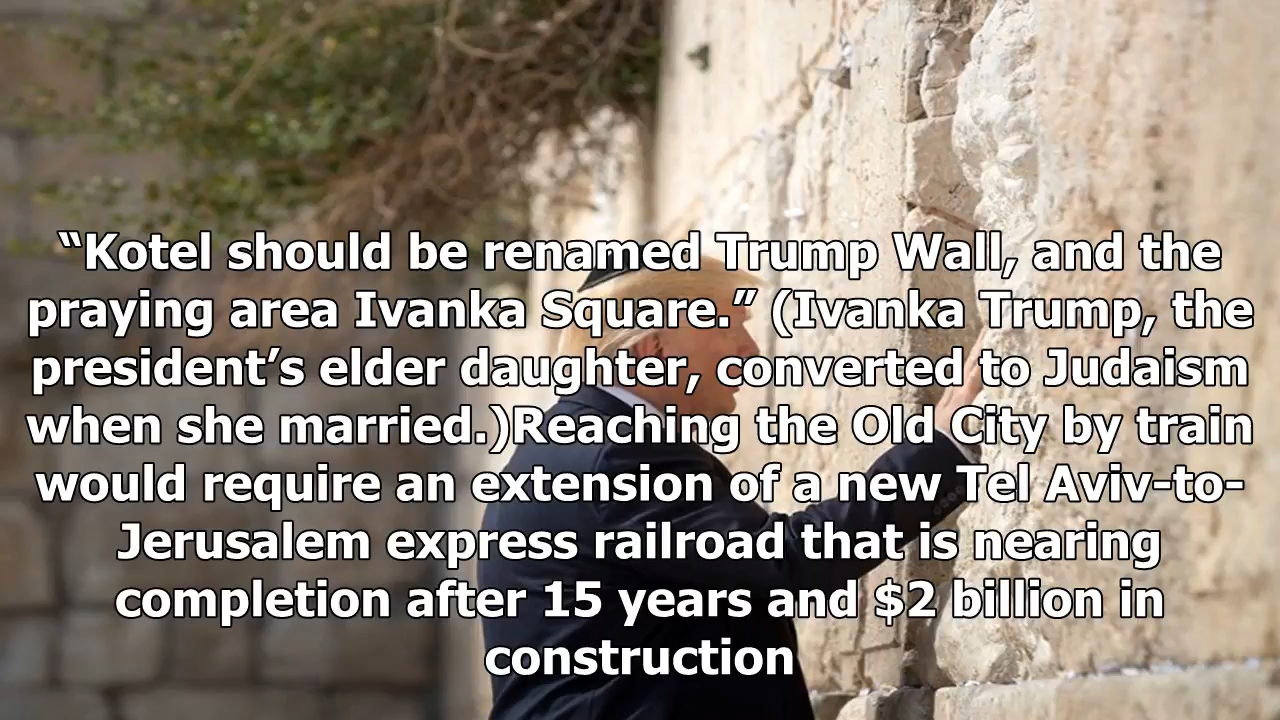 “Kotel should be renamed Trump Wall, and the
praying area Ivanka Square.” (Ivanka Trump, the
president’s elder daughter, converted to Judaism
when she married.)Reaching the Old City by train
would require an extension of a new Tel Aviv-to-
Jerusalem express railroad that is nearing
completion after 15 years and $2 billion in
construction